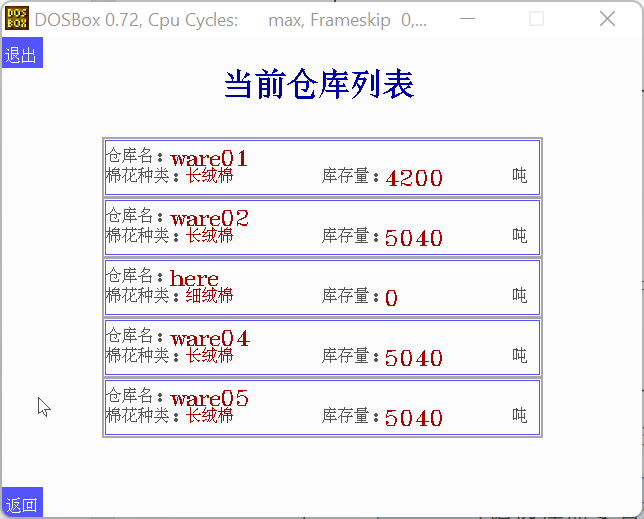 DOSBox 0.72, Cpu Cycles: max, Frameskip 0,...
退出
当前仓库列表
仓库名：ware01
棉花种类：长绒棉 库存量：4200 吨
仓库名：ware02
棉花种类：长绒棉 库存量：5040 吨
仓库名：here
棉花种类：细绒棉 库存量：0 吨
仓库名：ware04
棉花种类：长绒棉 库存量：5040 吨
仓库名：ware05
棉花种类：长绒棉 库存量：5040 吨
返回